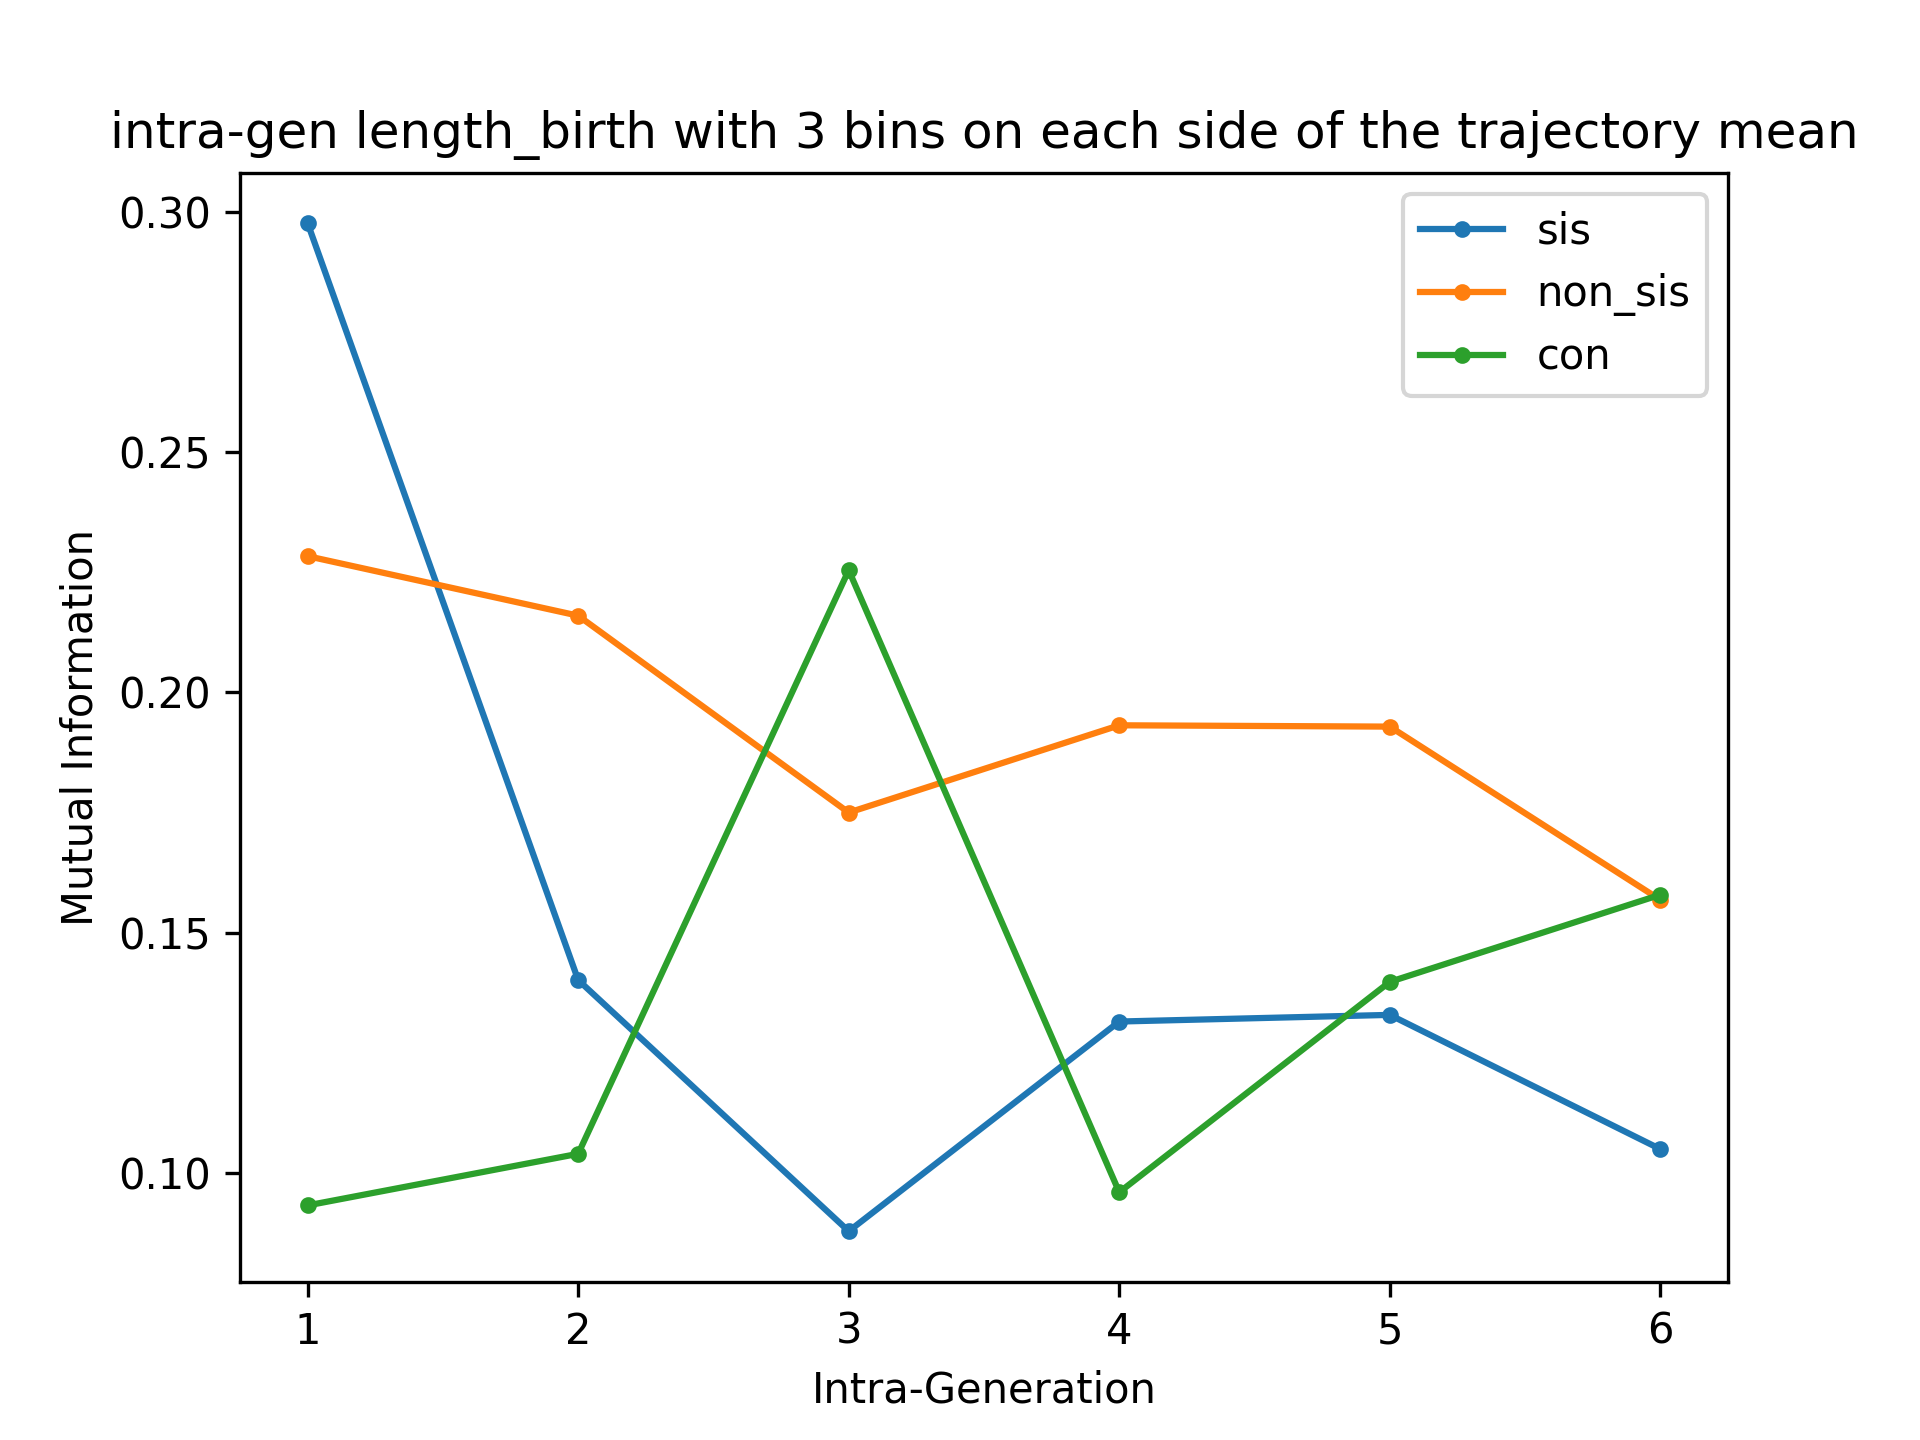 intra-gen length_birth with 3 bins on each side of the trajectory mean
sis
non_sis
con
0.30
0.25
0.20
0.15
0.10
Mutual Information
1 2 3 4 5 6
Intra-Generation